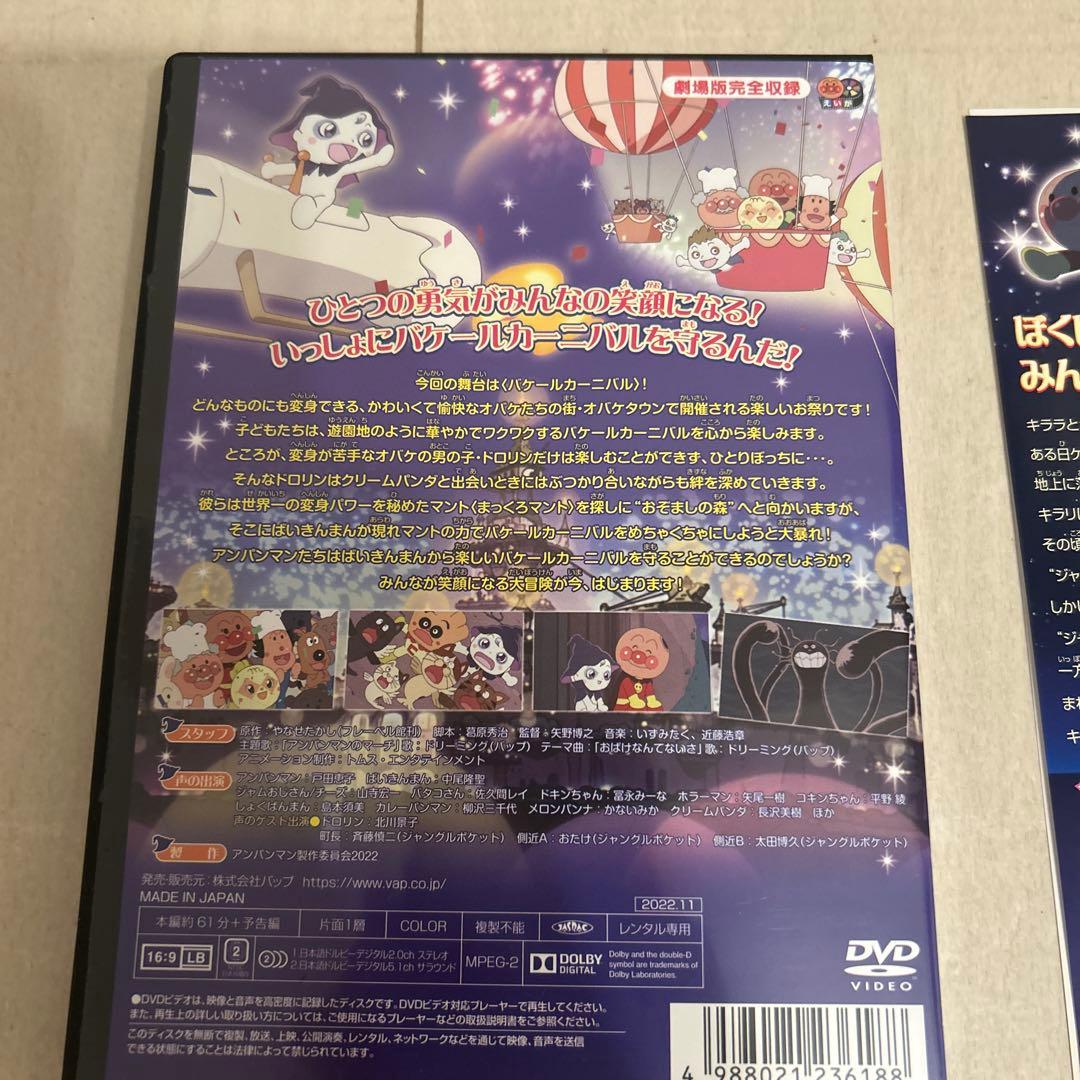 劇場版完全収録
えいが
ひとつの勇気がみんなの笑顔になる!
いっしょにバケールカーニバルを守るんだ!
今回の舞台は〈バケールカーニバル〉!
どんなものにも変身できる、かわいくて愉快なオバケたちの街・オバケタウンで開催される楽しいお祭りです!
子どもたちは、遊園地のように華やかでワクワクするバケールカーニバルを心から楽しみます。
ところが、変身が苦手なオバケの男の子・ドロリンだけは楽しむことができず、ひとりぼっちに・・・。
そんなドロリンはクリームパンダと出会いときにはぶつかり合いながらも絆を深めていきます。
彼らは世界一の変身パワーを秘めたマント〈まっくろマント〉を探しに“おぞましの森”へと向かいますが、
そこにばいきんまんが現れマントの力でバケールカーニバルをめちゃくちゃにしようと大暴れ!
アンパンマンたちはばいきんまんから楽しいバケールカーニバルを守ることができるのでしょうか?
みんなが笑顔になる大冒険が今、はじまります!
スタッフ 原作:やなせたかし(フレーベル館刊) 脚本:葛原秀治 監督:矢野博之 音楽:いずみたく、近藤浩章
主題歌:「アンパンマンのマーチ」歌:ドリーミング(バップ) テーマ曲:「おばけなんてないさ」歌:ドリーミング(バップ)
アニメーション制作:トムス・エンタテインメント
声の出演 アンパンマン:戸田恵子 ばいきんまん:中尾隆聖
ジャムおじさん/チーズ:山寺宏一 バタコさん:佐久間レイ ドキンちゃん:冨永みーな ホラーマン:矢尾一樹 コキンちゃん:平野 綾
しょくぱんまん:島本須美 カレーパンマン:柳沢三千代 メロンパンナ:かないみか クリームパンダ:長沢美樹 ほか
声のゲスト出演●ドロリン:北川景子
町長:斉藤慎二(ジャングルポケット) 側近A:おたけ(ジャングルポケット) 側近B:太田博久(ジャングルポケット)
製作 アンパンマン製作委員会2022
発売・販売元:株式会社バップ https://www.vap.co.jp/
MADE IN JAPAN
2022.11
本編約61分+予告編 片面1層 COLOR 複製不能 JASRAC レンタル専用
16:9 LB 2 2 1.日本語ドルビーデジタル2.0ch ステレオ
2.日本語ドルビーデジタル5.1ch サラウンド
MPEG-2 DOLBY DIGITAL
Dolby and the double-D symbol are trademarks of Dolby Laboratories.
DVD VIDEO
●DVDビデオは、映像と音声を高密度に記録したディスクです。DVDビデオ対応プレーヤーで再生してください。
また、再生上の詳しい取り扱い方については、ご使用になるプレーヤーなどの取扱説明書をご参照ください。
このディスクを無断で複製、放送、上映、公開演奏、レンタル、ネットワークなどを通じて映像、音声を送信
できる状態にすることは法律によって禁じられています。
4 988021 236188
ぼくは
みん
キララと
ある日ケ
地上に
キラリし
その頃
“ジャ
しかし
“ジ
一方
まれ
キ